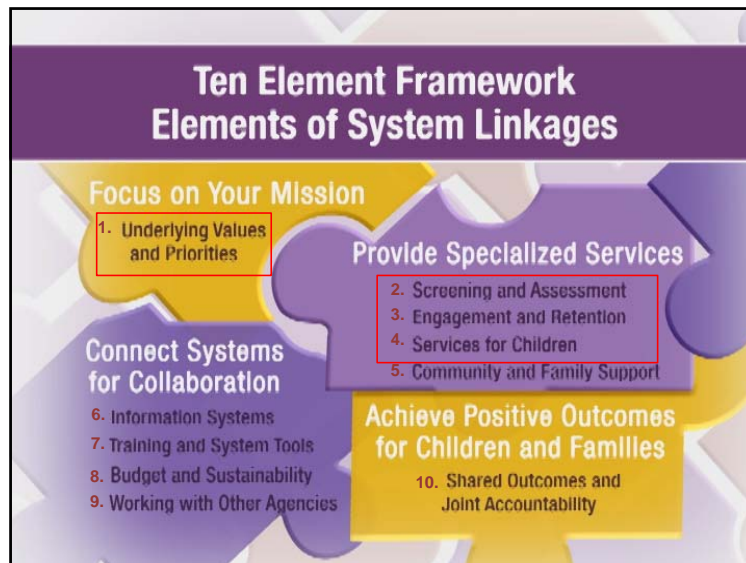 Ten Element Framework
Elements of System Linkages
Focus on Your Mission
1. Underlying Values
and Priorities
Provide Specialized Services
2. Screening and Assessment
3. Engagement and Retention
4. Services for Children
5. Community and Family Support
Connect Systems
for Collaboration
6. Information Systems
7. Training and System Tools
8. Budget and Sustainability
9. Working with Other Agencies
Achieve Positive Outcomes
for Children and Families
10. Shared Outcomes and
Joint Accountability